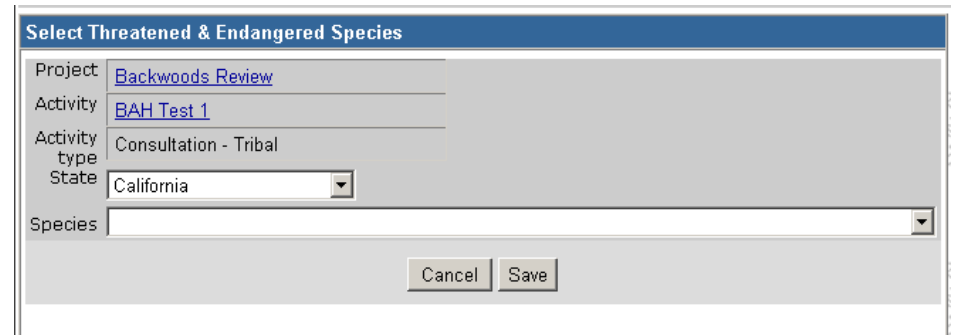 Select Threatened & Endangered Species
Project Backwoods Review
Activity BAH Test 1
Activity type Consultation - Tribal
State California
Species
Cancel Save